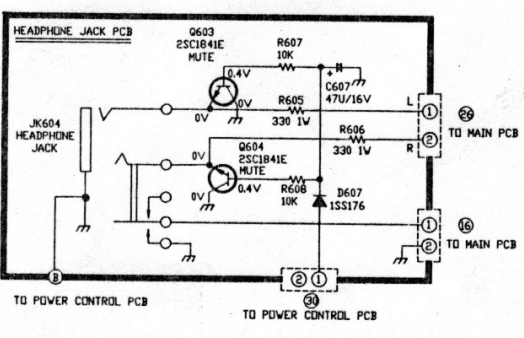 HEADPHONE JACK PCB
Q603
2SC1841E
MUTE
R607
10K
0.4V
+
C607
47U/16V
0V
0V
R605
330 1W
L
1
26
JK604
HEADPHONE
JACK
R606
330 1W
2
R
TO MAIN PCB
0V
Q604
2SC1841E
MUTE
0V
0.4V
R608
10K
D607
1SS176
1
16
2
TO MAIN PCB
B
2
1
30
TO POWER CONTROL PCB
TO POWER CONTROL PCB